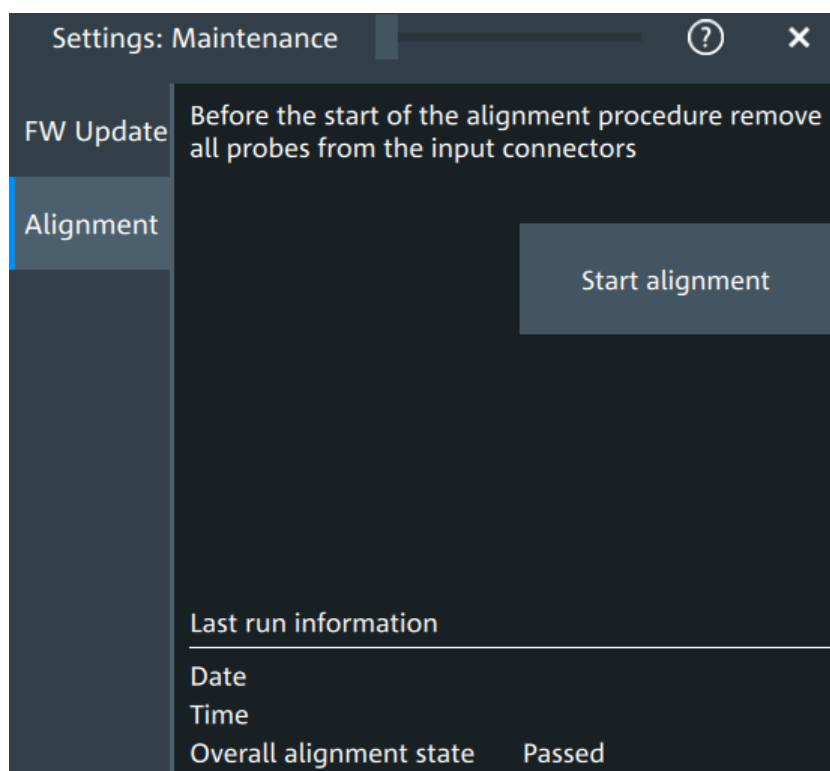 Settings: Maintenance
?
×
FW Update
Before the start of the alignment procedure remove
all probes from the input connectors
Alignment
Start alignment
Last run information
Date
Time
Overall alignment state Passed